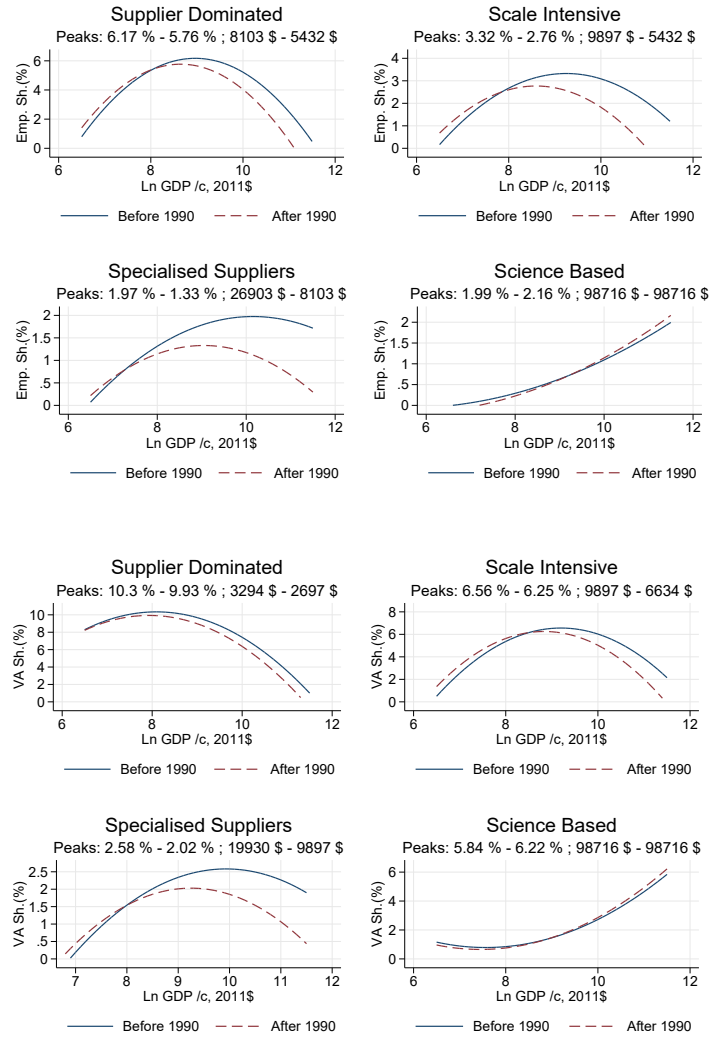 Supplier Dominated
Peaks: 6.17 % - 5.76 % ; 8103 $ - 5432 $
Emp. Sh.(%)
6
4
2
0
6 8 10 12
Ln GDP /c, 2011$
Before 1990 After 1990
Scale Intensive
Peaks: 3.32 % - 2.76 % ; 9897 $ - 5432 $
Emp. Sh.(%)
4
3
2
1
0
6 8 10 12
Ln GDP /c, 2011$
Before 1990 After 1990
Specialised Suppliers
Peaks: 1.97 % - 1.33 % ; 26903 $ - 8103 $
Emp. Sh.(%)
2
1.5
1
.5
0
6 8 10 12
Ln GDP /c, 2011$
Before 1990 After 1990
Science Based
Peaks: 1.99 % - 2.16 % ; 98716 $ - 98716 $
Emp. Sh.(%)
2
1.5
1
.5
0
6 8 10 12
Ln GDP /c, 2011$
Before 1990 After 1990
Supplier Dominated
Peaks: 10.3 % - 9.93 % ; 3294 $ - 2697 $
VA Sh.(%)
10
8
6
4
2
0
6 8 10 12
Ln GDP /c, 2011$
Before 1990 After 1990
Scale Intensive
Peaks: 6.56 % - 6.25 % ; 9897 $ - 6634 $
VA Sh.(%)
8
6
4
2
0
6 8 10 12
Ln GDP /c, 2011$
Before 1990 After 1990
Specialised Suppliers
Peaks: 2.58 % - 2.02 % ; 19930 $ - 9897 $
VA Sh.(%)
2.5
2
1.5
1
.5
0
7 8 9 10 11 12
Ln GDP /c, 2011$
Before 1990 After 1990
Science Based
Peaks: 5.84 % - 6.22 % ; 98716 $ - 98716 $
VA Sh.(%)
6
4
2
0
6 8 10 12
Ln GDP /c, 2011$
Before 1990 After 1990